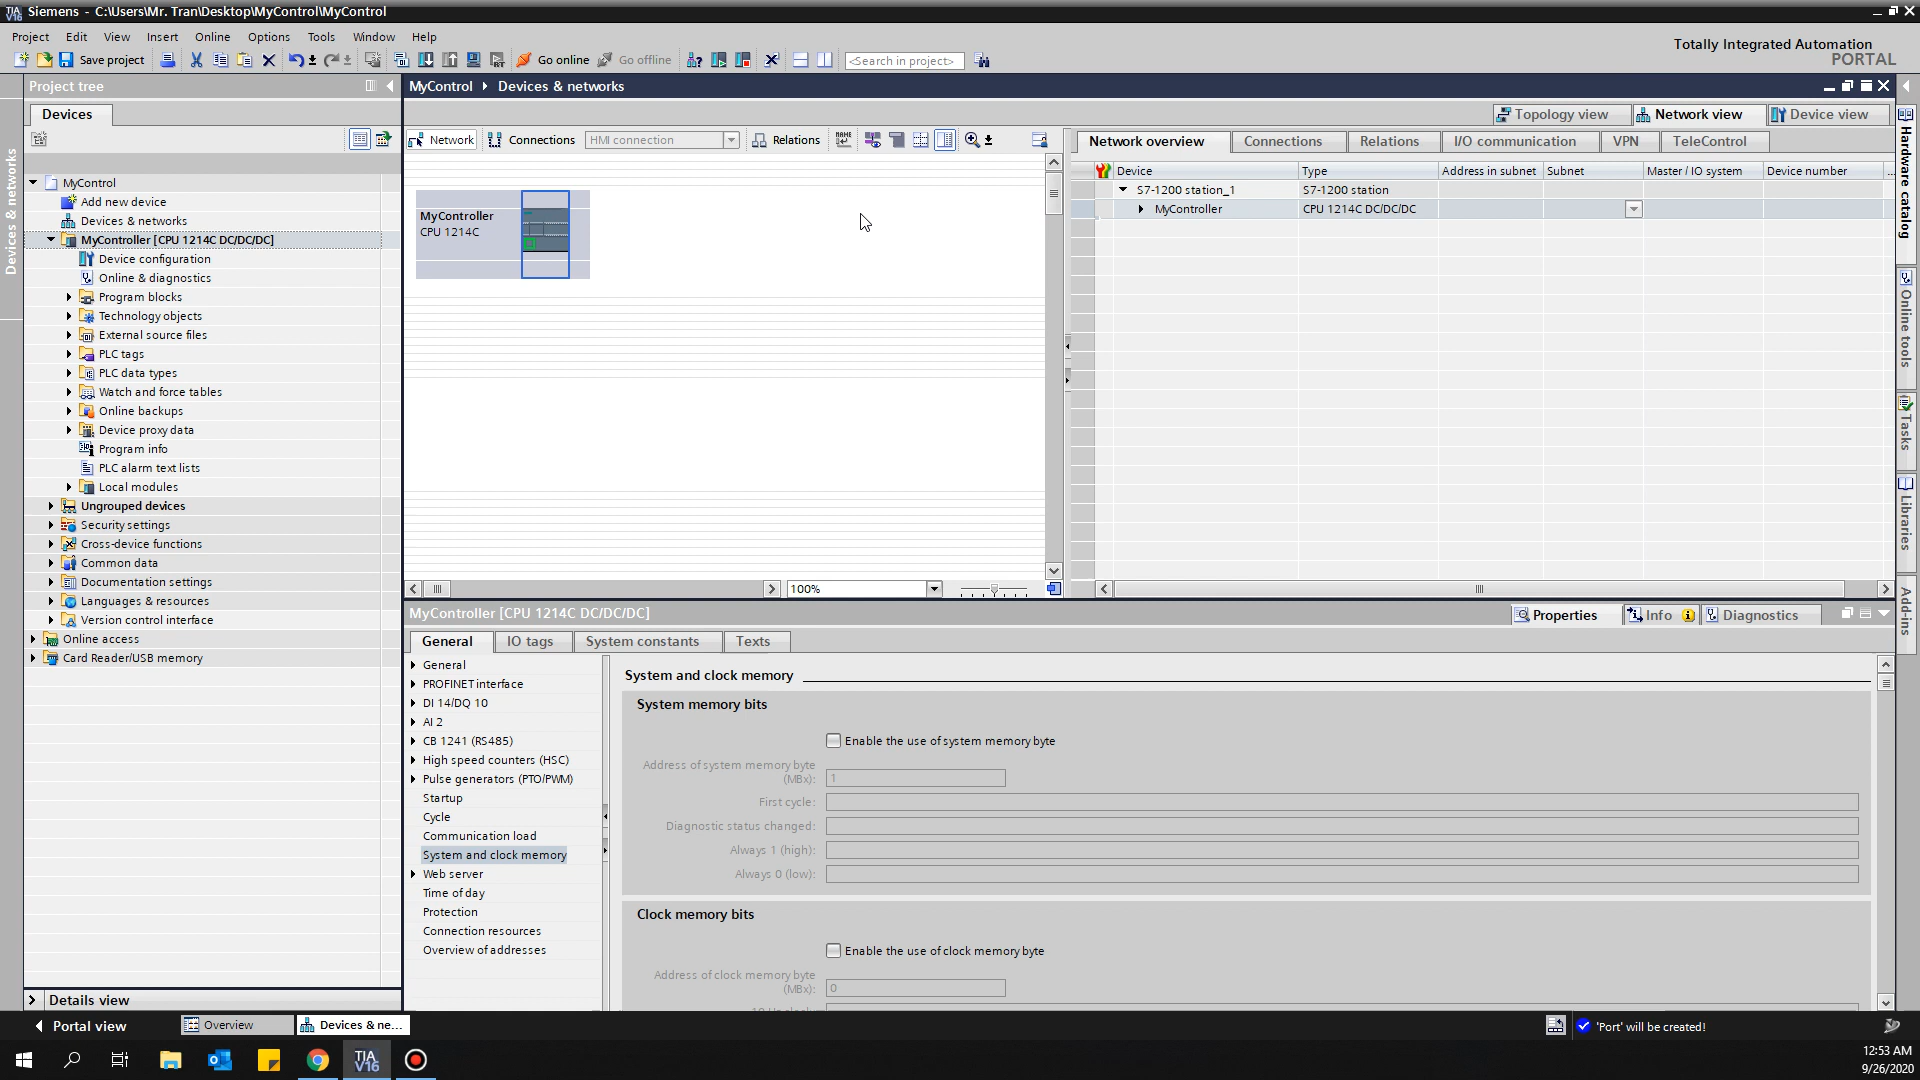 TIA V16 Siemens - C:\Users\Mr. Tran\Desktop\MyControl\MyControl
Project Edit View Insert Online Options Tools Window Help
Totally Integrated Automation
PORTAL
Save project Go online Go offline <Search in project>
Project tree
MyControl Devices & networks
Devices
Topology view Network view Device view
Network Connections HMI connection Relations 
Network overview Connections Relations I/O communication VPN TeleControl
Device Type Address in subnet Subnet Master / IO system Device number ...
S7-1200 station_1 S7-1200 station
MyController CPU 1214C DC/DC/DC
Devices & networks
MyControl
Add new device
Devices & networks
MyController [CPU 1214C DC/DC/DC]
Device configuration
Online & diagnostics
Program blocks
Technology objects
External source files
PLC tags
PLC data types
Watch and force tables
Online backups
Device proxy data
Program info
PLC alarm text lists
Local modules
Ungrouped devices
Security settings
Cross-device functions
Common data
Documentation settings
Languages & resources
Version control interface
Online access
Card Reader/USB memory
Details view
MyController
CPU 1214C
100%
Hardware catalog
Online tools
Tasks
Libraries
Add-ins
MyController [CPU 1214C DC/DC/DC]
Properties Info Diagnostics
General IO tags System constants Texts
General
PROFINET interface
DI 14/DQ 10
AI 2
CB 1241 (RS485)
High speed counters (HSC)
Pulse generators (PTO/PWM)
Startup
Cycle
Communication load
System and clock memory
Web server
Time of day
Protection
Connection resources
Overview of addresses
System and clock memory
System memory bits
Enable the use of system memory byte
Address of system memory byte
(MBx): 1
First cycle:
Diagnostic status changed:
Always 1 (high):
Always 0 (low):
Clock memory bits
Enable the use of clock memory byte
Address of clock memory byte
(MBx): 0
Portal view Overview Devices & ne... 'Port' will be created!
TIA V16
12:53 AM
9/26/2020